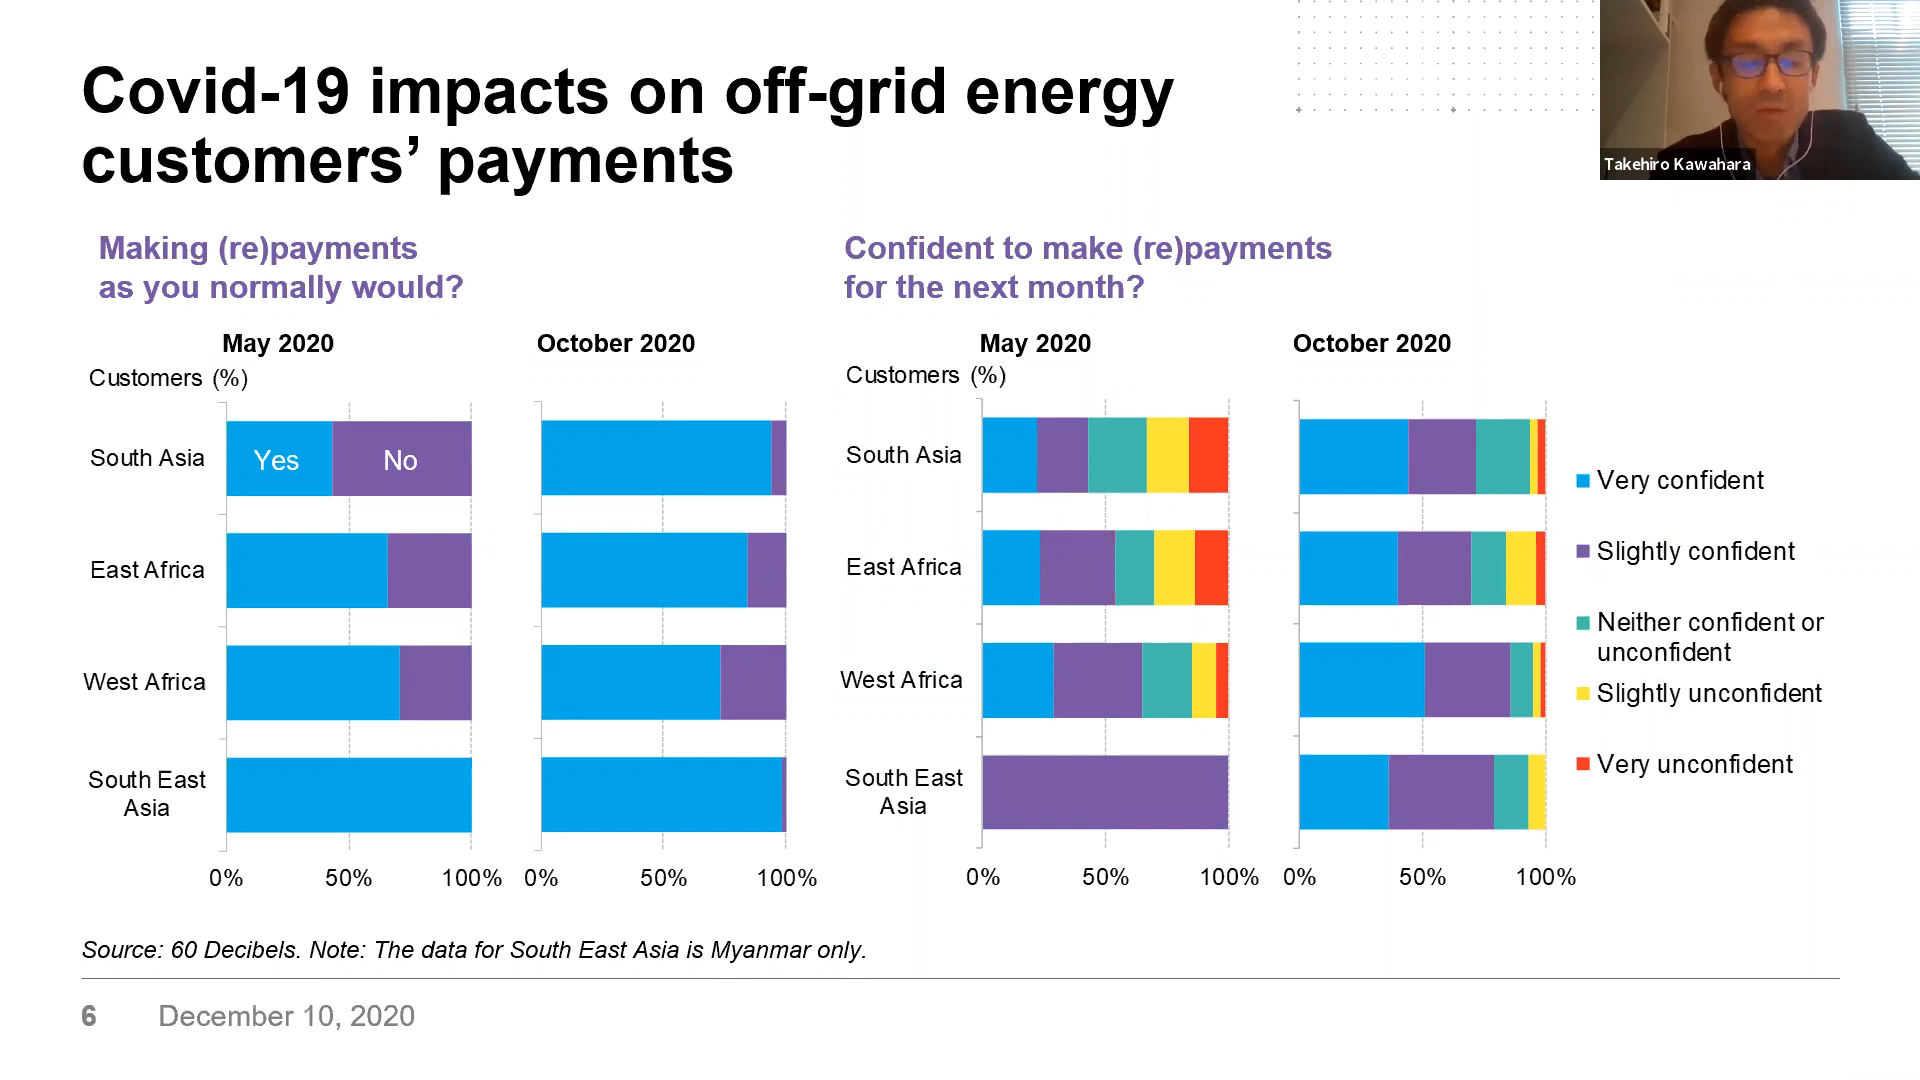 Covid-19 impacts on off-grid energy
customers’ payments
Takehiro Kawahara
Making (re)payments
as you normally would?
May 2020
October 2020
Customers (%)
South Asia
Yes
No
East Africa
West Africa
South East
Asia
0%
50%
100%
0%
50%
100%
Confident to make (re)payments
for the next month?
May 2020
October 2020
Customers (%)
South Asia
East Africa
West Africa
South East
Asia
0%
50%
100%
0%
50%
100%
Very confident
Slightly confident
Neither confident or
unconfident
Slightly unconfident
Very unconfident
Source: 60 Decibels. Note: The data for South East Asia is Myanmar only.
6
December 10, 2020